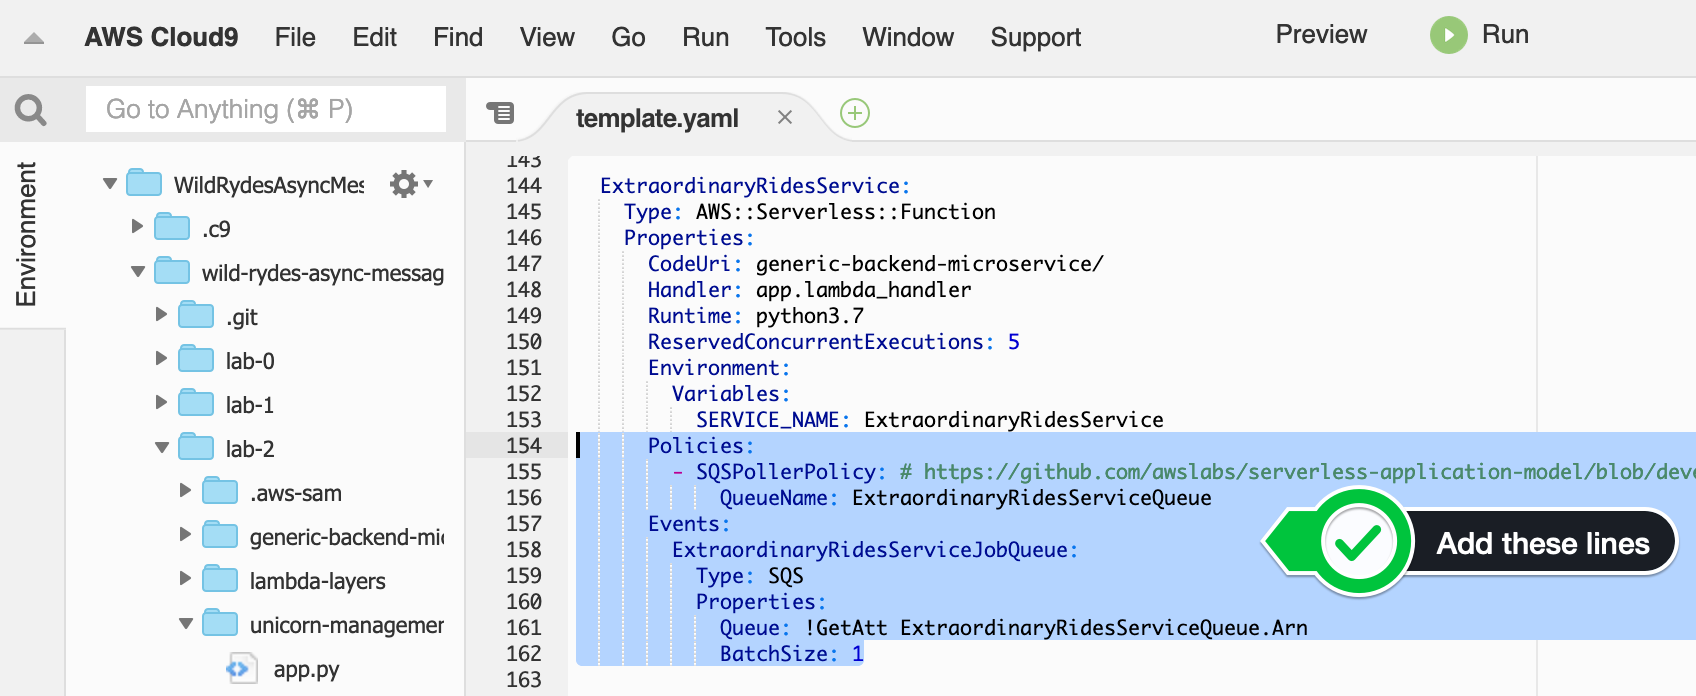 AWS Cloud9 File Edit Find View Go Run Tools Window Support Preview Run
Go to Anything (⌘ P)
template.yaml
Environment
WildRydesAsyncMes
.c9
wild-rydes-async-messag
.git
lab-0
lab-1
lab-2
.aws-sam
generic-backend-mic
lambda-layers
unicorn-managemen
app.py
143
144 ExtraordinaryRidesService:
145 Type: AWS::Serverless::Function
146 Properties:
147 CodeUri: generic-backend-microservice/
148 Handler: app.lambda_handler
149 Runtime: python3.7
150 ReservedConcurrentExecutions: 5
151 Environment:
152 Variables:
153 SERVICE_NAME: ExtraordinaryRidesService
154 Policies:
155 - SQSPollerPolicy: # https://github.com/awslabs/serverless-application-model/blob/deve
156 QueueName: ExtraordinaryRidesServiceQueue
157 Events:
158 ExtraordinaryRidesServiceJobQueue:
159 Type: SQS
160 Properties:
161 Queue: !GetAtt ExtraordinaryRidesServiceQueue.Arn
162 BatchSize: 1
163
Add these lines